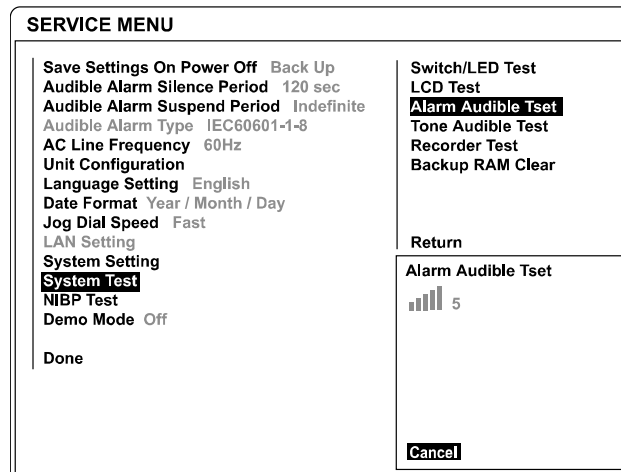 SERVICE MENU
Save Settings On Power Off Back Up
Audible Alarm Silence Period 120 sec
Audible Alarm Suspend Period Indefinite
Audible Alarm Type IEC60601-1-8
AC Line Frequency 60Hz
Unit Configuration
Language Setting English
Date Format Year / Month / Day
Jog Dial Speed Fast
LAN Setting
System Setting
System Test
NIBP Test
Demo Mode Off
Done
Switch/LED Test
LCD Test
Alarm Audible Tset
Tone Audible Test
Recorder Test
Backup RAM Clear
Return
Alarm Audible Tset
5
Cancel